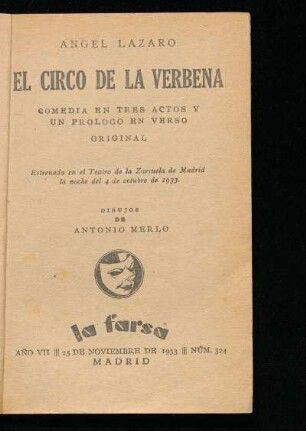 ANGEL LAZARO
EL CIRCO DE LA VERBENA
COMEDIA EN TRES ACTOS Y
UN PROLOGO EN VERSO
ORIGINAL
Estrenada en el Teatro de la Zarzuela de Madrid
la noche del 4 de octubre de 1933.
DIBUJOS
DE
ANTONIO MERLO
la farsa
AÑO VII ||| 25 DE NOVIEMBRE DE 1933 ||| NÚM. 324
MADRID